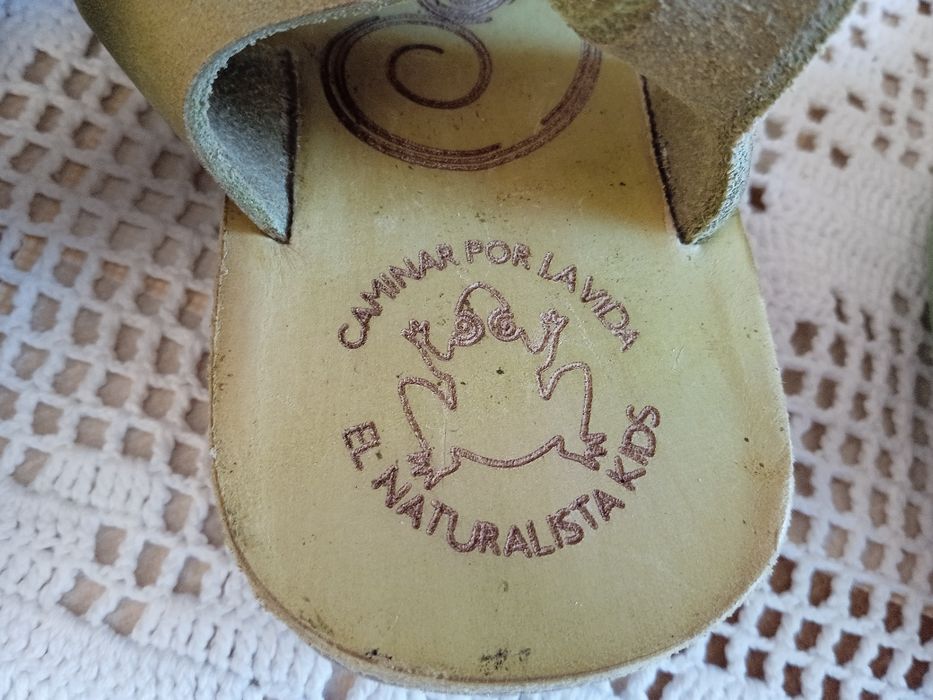 CAMINAR POR LA VIDA
EL NATURALISTA KIDS